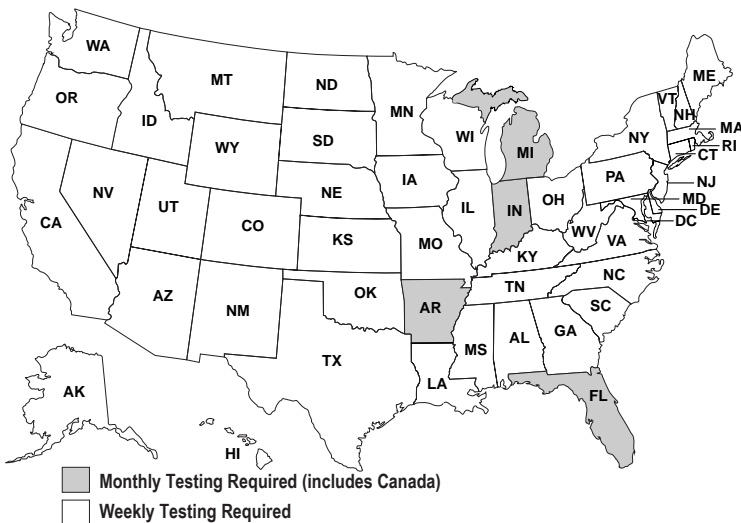 WA
MT
ND
MN
ME
VT
NH
OR
ID
WY
SD
WI
MI
NY
MA
RI
CT
NV
UT
CO
NE
IA
IL
IN
OH
PA
NJ
MD
DE
DC
CA
KS
MO
KY
WV
VA
AZ
NM
OK
AR
TN
NC
SC
TX
LA
MS
AL
GA
FL
AK
HI
Monthly Testing Required (includes Canada)
Weekly Testing Required